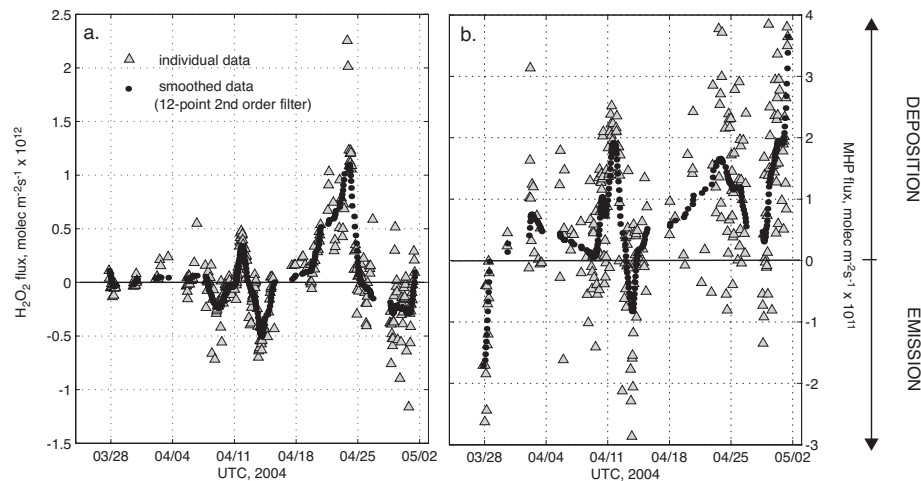 a.
individual data
smoothed data
(12-point 2nd order filter)
H2O2 flux, molec m-2s-1 x 10^12
2.5
2
1.5
1
0.5
0
-0.5
-1
-1.5
03/28 04/04 04/11 04/18 04/25 05/02
UTC, 2004
b.
4
3
2
1
0
-1
-2
-3
MHP flux, molec m-2s-1 x 10^11
03/28 04/04 04/11 04/18 04/25 05/02
UTC, 2004
DEPOSITION
EMISSION